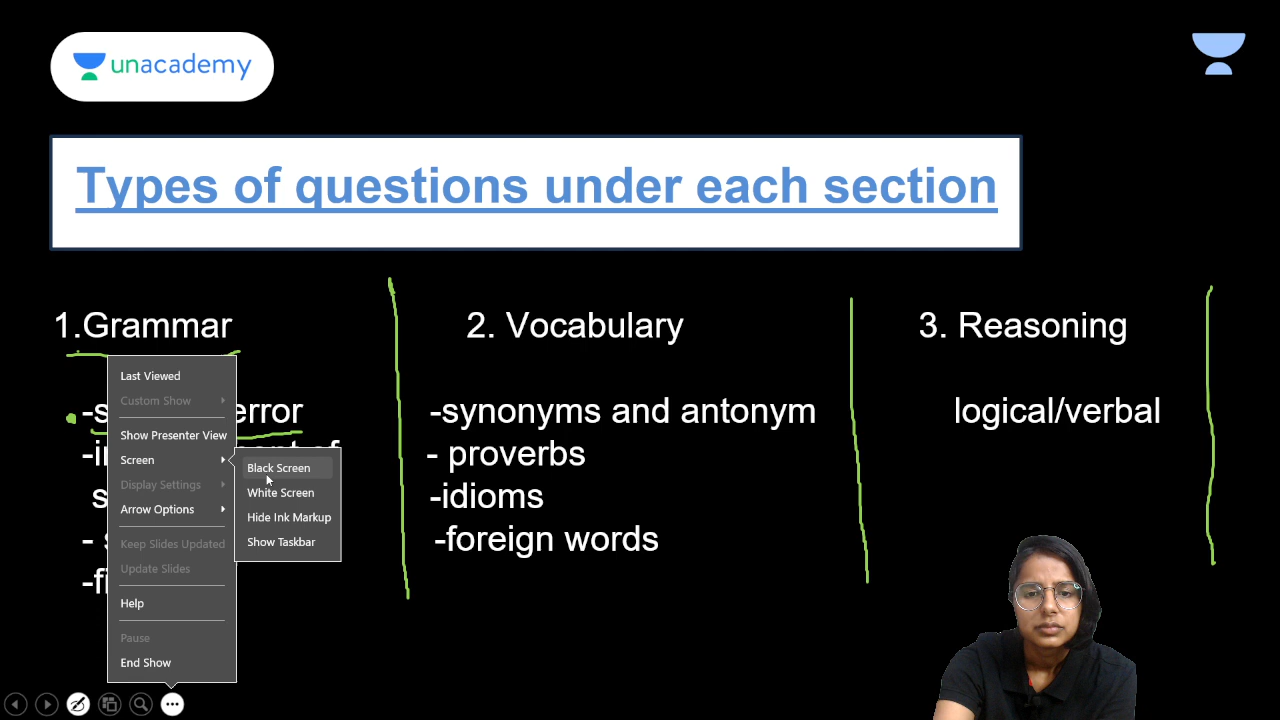 unacademy
Types of questions under each section
1.Grammar
2. Vocabulary
3. Reasoning
Last Viewed
Custom Show
error
-synonyms and antonym
logical/verbal
Show Presenter View
of
- proverbs
Screen
Black Screen
Display Settings
White Screen
-idioms
Arrow Options
Hide Ink Markup
-foreign words
Keep Slides Updated
Show Taskbar
Update Slides
Help
Pause
End Show